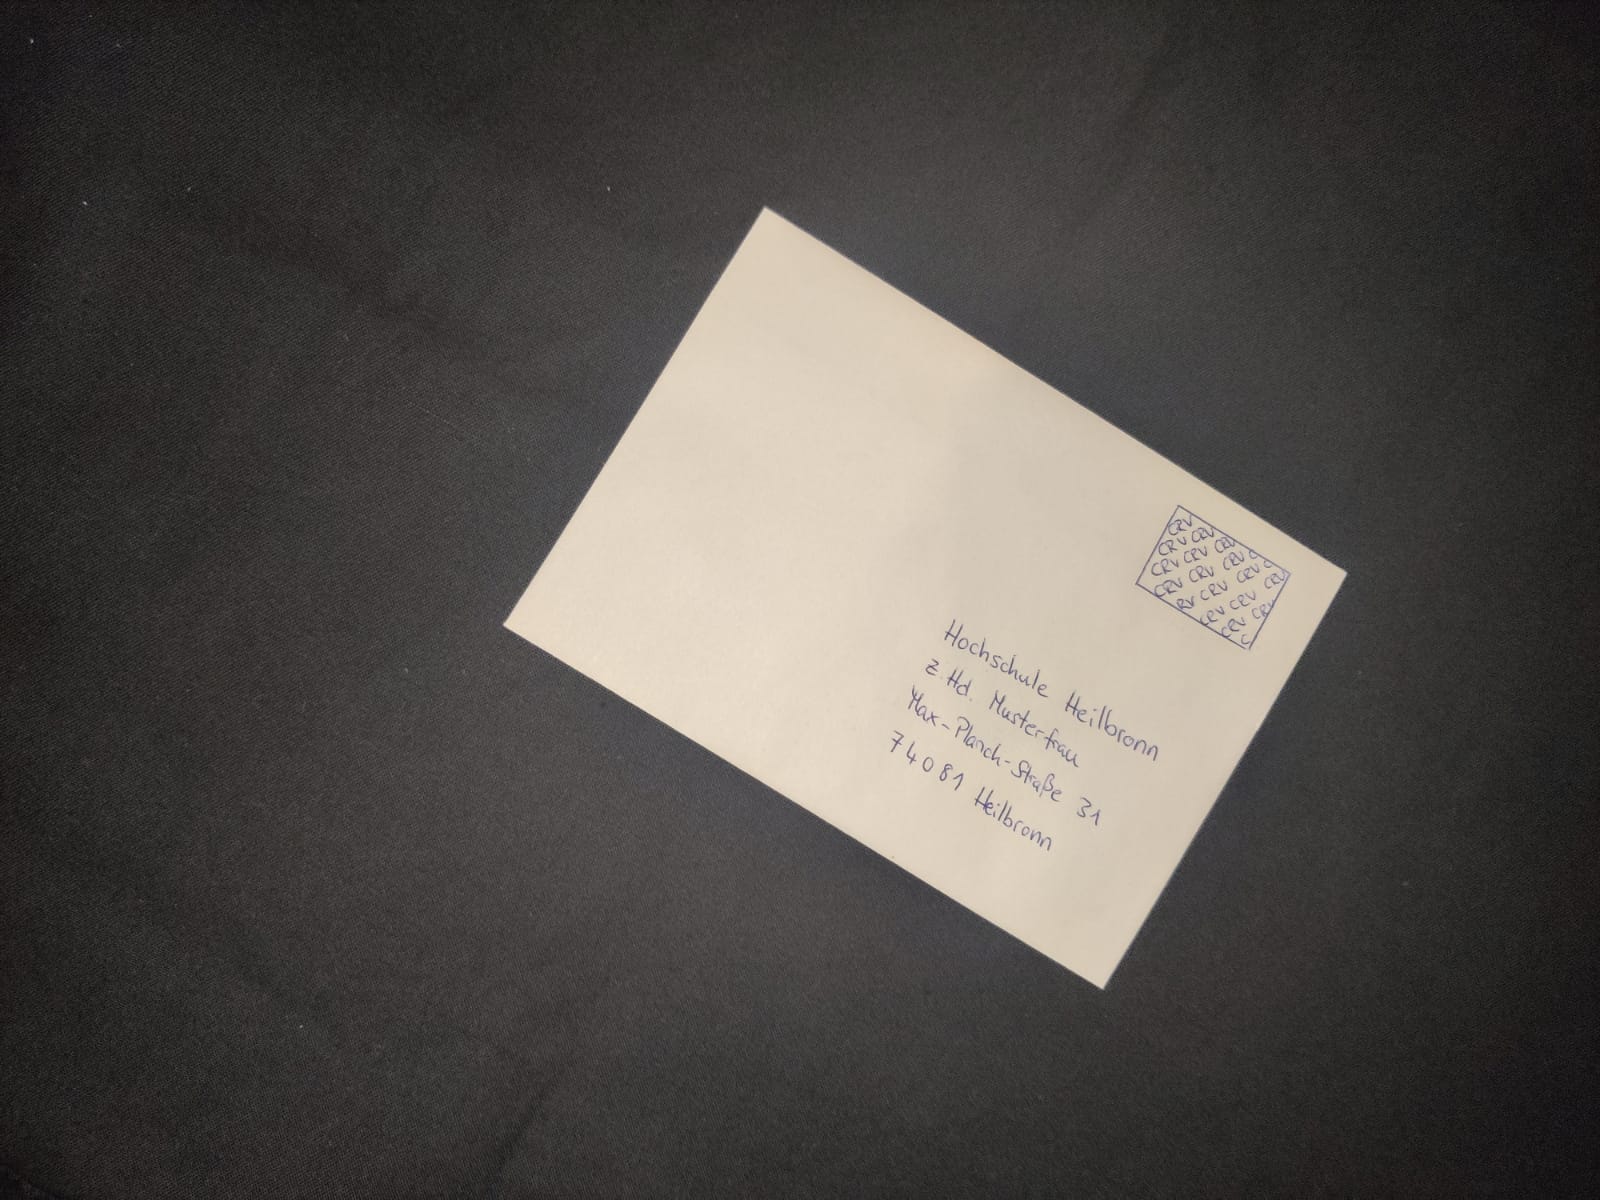 CRV
CRV CRV CRV C
CRV CRV CRV C
CRV CRV CRV CRV
RV CRV CRV CRV
CRV CRV
CRV C
Hochschule Heilbronn
z. Hd. Musterfrau
Max-Planck-Straße 31
74081 Heilbronn